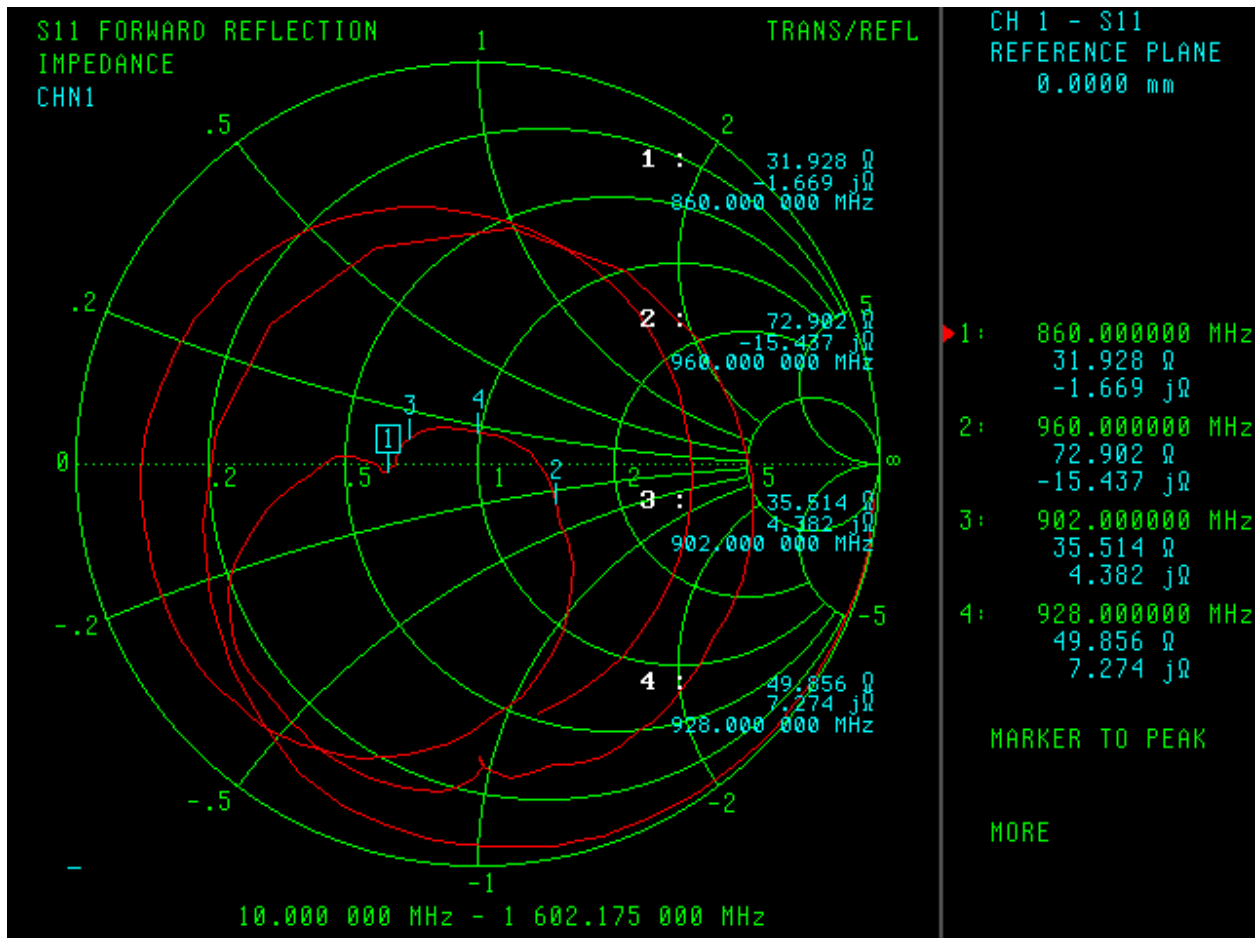 S11 FORWARD REFLECTION
TRANS/REFL
IMPEDANCE
CHN1
1
.5
2
1 :
31.928 Ω
-1.669 jΩ
860.000 000 MHz
.2
5
2 :
72.902 Ω
-15.437 jΩ
960.000 000 MHz
3
4
1
2
0
.2
.5
1
2
5
∞
3 :
35.514 Ω
4.382 jΩ
902.000 000 MHz
-.2
-5
4 :
49.856 Ω
7.274 jΩ
928.000 000 MHz
-.5
-2
-1
10.000 000 MHz - 1 602.175 000 MHz
CH 1 - S11
REFERENCE PLANE
0.0000 mm
1: 860.000000 MHz
31.928 Ω
-1.669 jΩ
2: 960.000000 MHz
72.902 Ω
-15.437 jΩ
3: 902.000000 MHz
35.514 Ω
4.382 jΩ
4: 928.000000 MHz
49.856 Ω
7.274 jΩ
MARKER TO PEAK
MORE